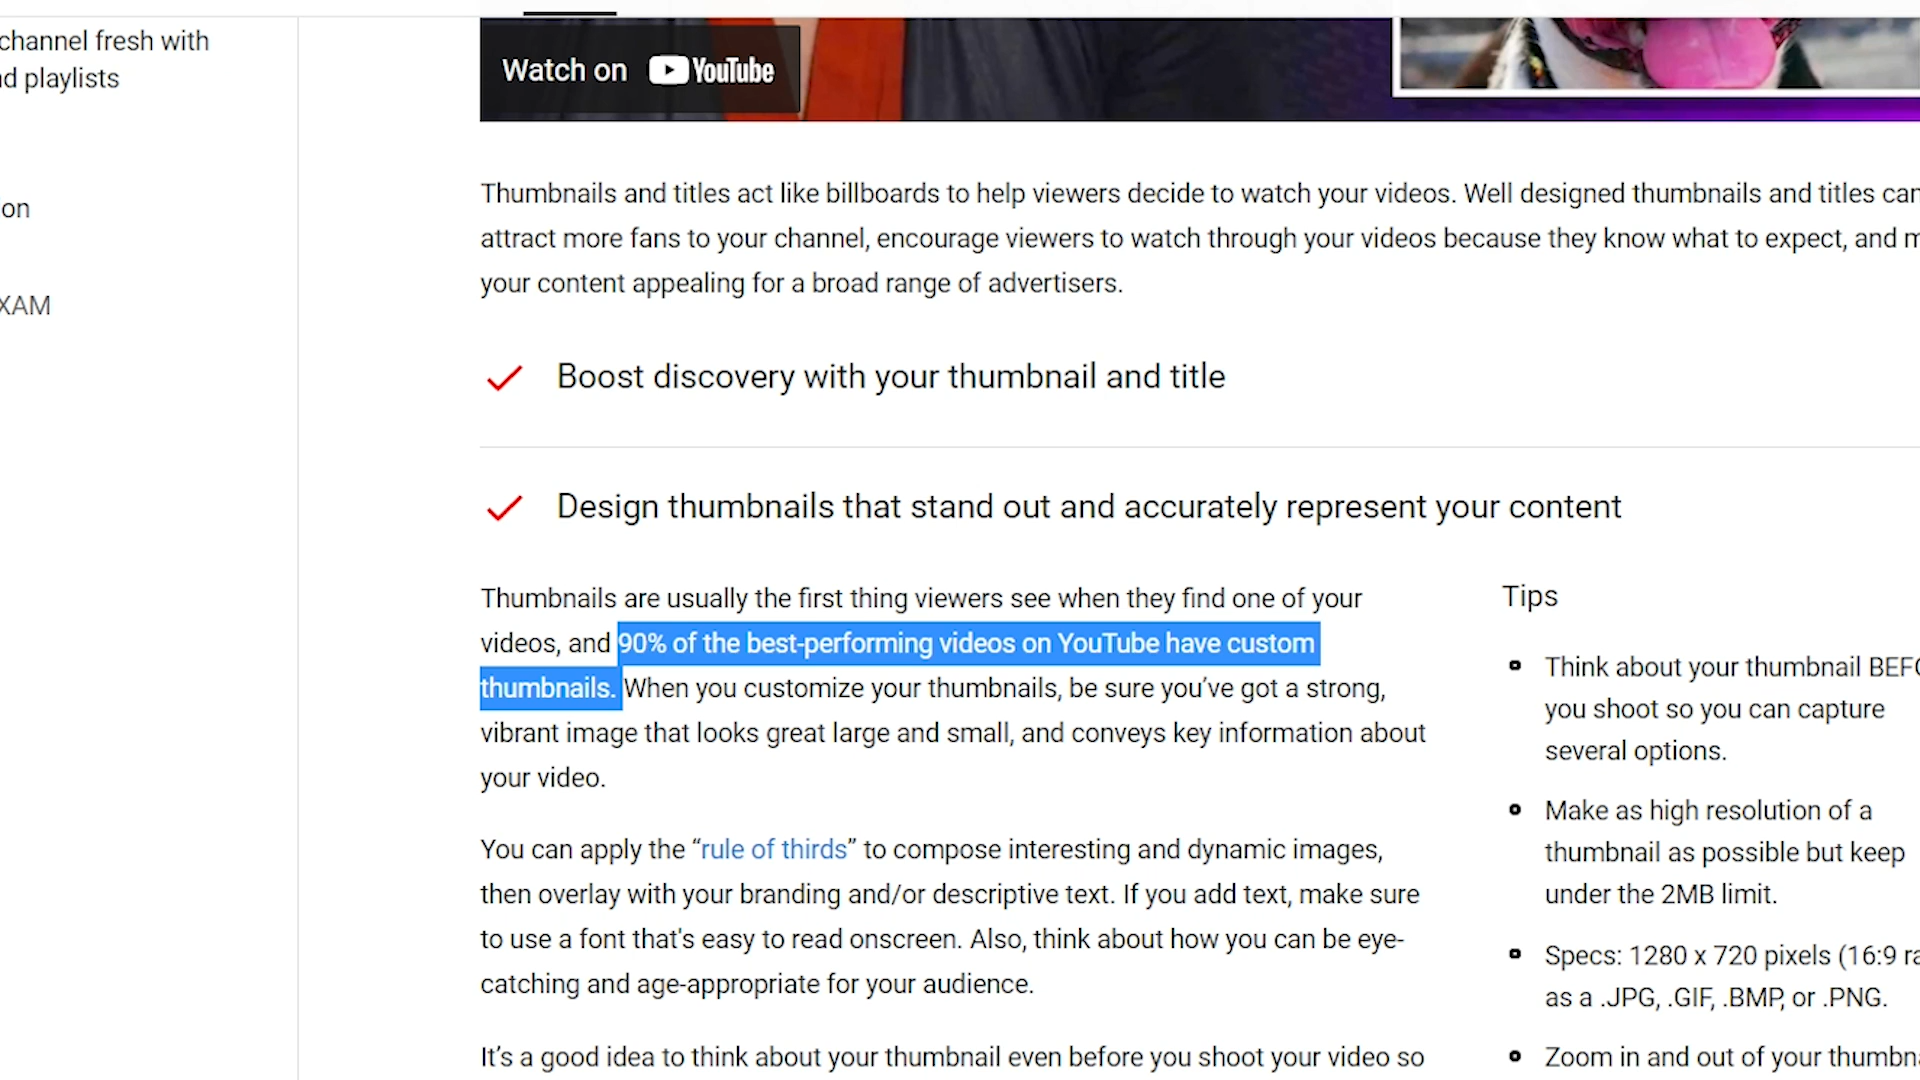 channel fresh with
playlists
on
Watch on YouTube
Thumbnails and titles act like billboards to help viewers decide to watch your videos. Well designed thumbnails and titles can
attract more fans to your channel, encourage viewers to watch through your videos because they know what to expect, and
your content appealing for a broad range of advertisers.
Boost discovery with your thumbnail and title
Design thumbnails that stand out and accurately represent your content
Thumbnails are usually the first thing viewers see when they find one of your
videos, and 90% of the best-performing videos on YouTube have custom
thumbnails. When you customize your thumbnails, be sure you’ve got a strong,
vibrant image that looks great large and small, and conveys key information about
your video.
You can apply the “rule of thirds” to compose interesting and dynamic images,
then overlay with your branding and/or descriptive text. If you add text, make sure
to use a font that's easy to read onscreen. Also, think about how you can be eye-
catching and age-appropriate for your audience.
It’s a good idea to think about your thumbnail even before you shoot your video so
Tips
Think about your thumbnail
you shoot so you can capture
several options.
Make as high resolution of a
thumbnail as possible but keep
under the 2MB limit.
Specs: 1280 x 720 pixels (16:9
as a .JPG, .GIF, .BMP, or .PNG.
Zoom in and out of your